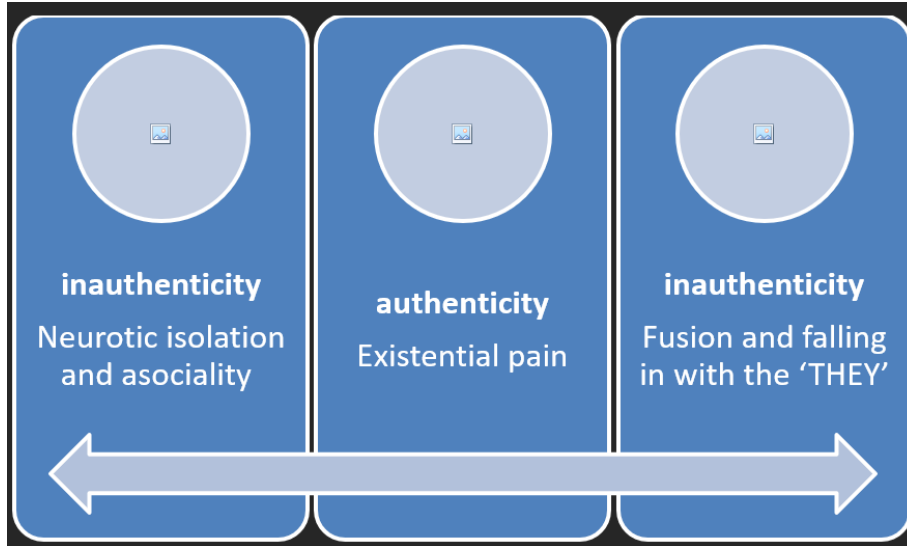 inauthenticity
Neurotic isolation
and asociality
authenticity
Existential pain
inauthenticity
Fusion and falling
in with the ‘THEY’